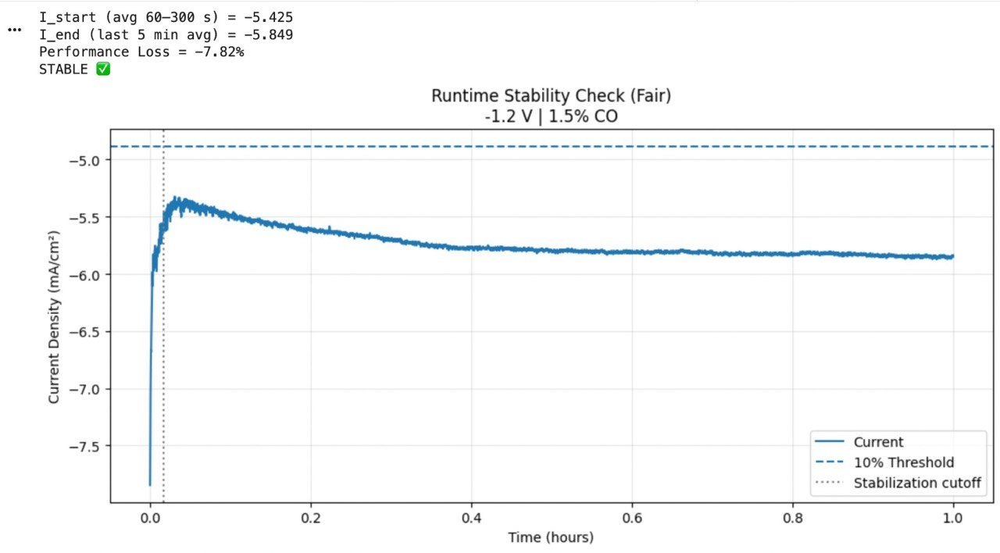 I_start (avg 60–300 s) = -5.425
I_end (last 5 min avg) = -5.849
Performance Loss = -7.82%
STABLE ✅
Runtime Stability Check (Fair)
-1.2 V | 1.5% CO
Current Density (mA/cm²)
−5.0
−5.5
−6.0
−6.5
−7.0
−7.5
Current
10% Threshold
Stabilization cutoff
0.0 0.2 0.4 0.6 0.8 1.0
Time (hours)